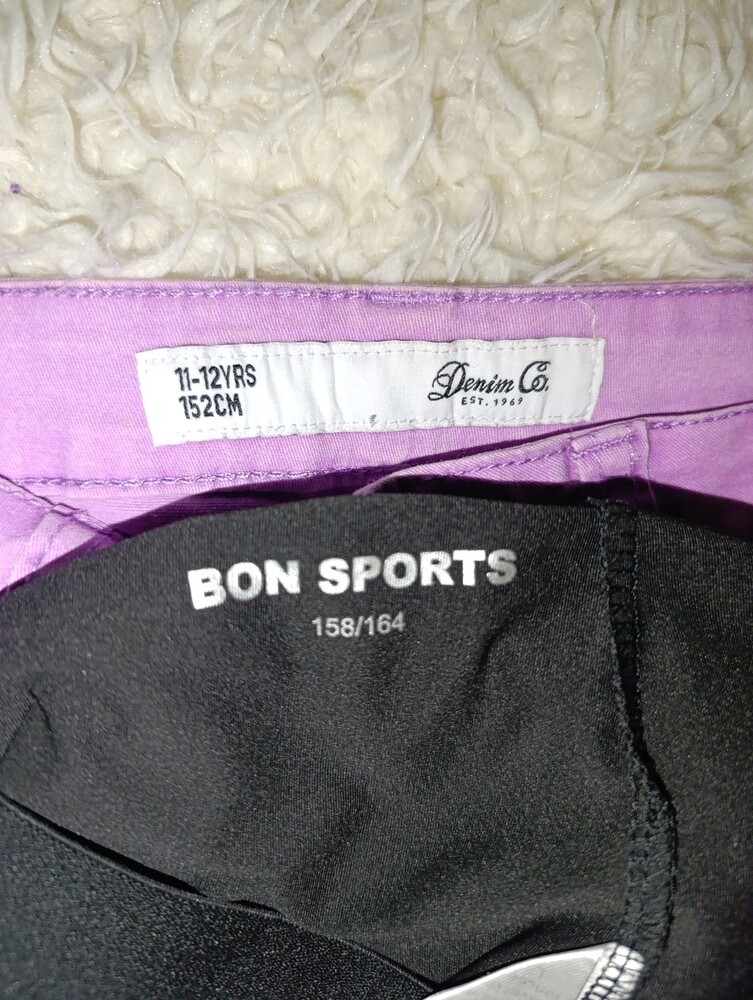 11-12YRS
152CM
Denim Co.
EST. 1969
BON SPORTS
158/164